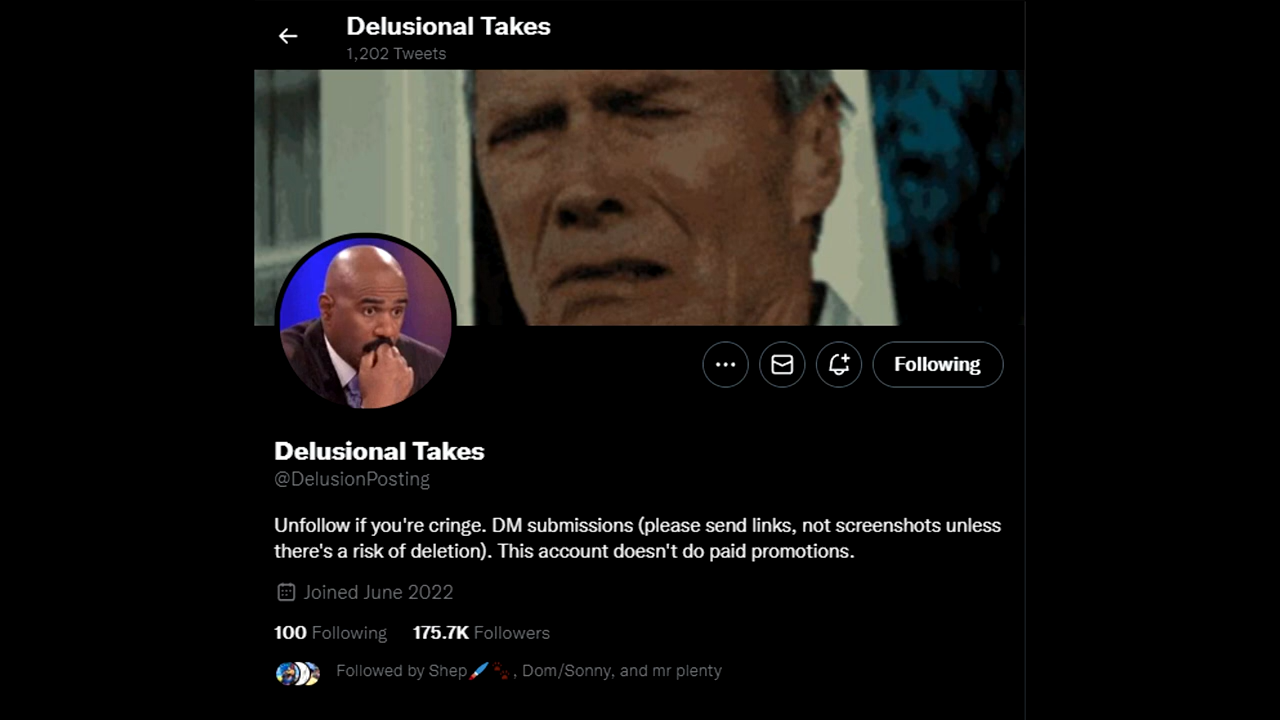 Delusional Takes
1,202 Tweets
Following
Delusional Takes
@DelusionPosting
Unfollow if you're cringe. DM submissions (please send links, not screenshots unless
there's a risk of deletion). This account doesn't do paid promotions.
Joined June 2022
100 Following 175.7K Followers
Followed by Shep🖌️🐾, Dom/Sonny, and mr plenty